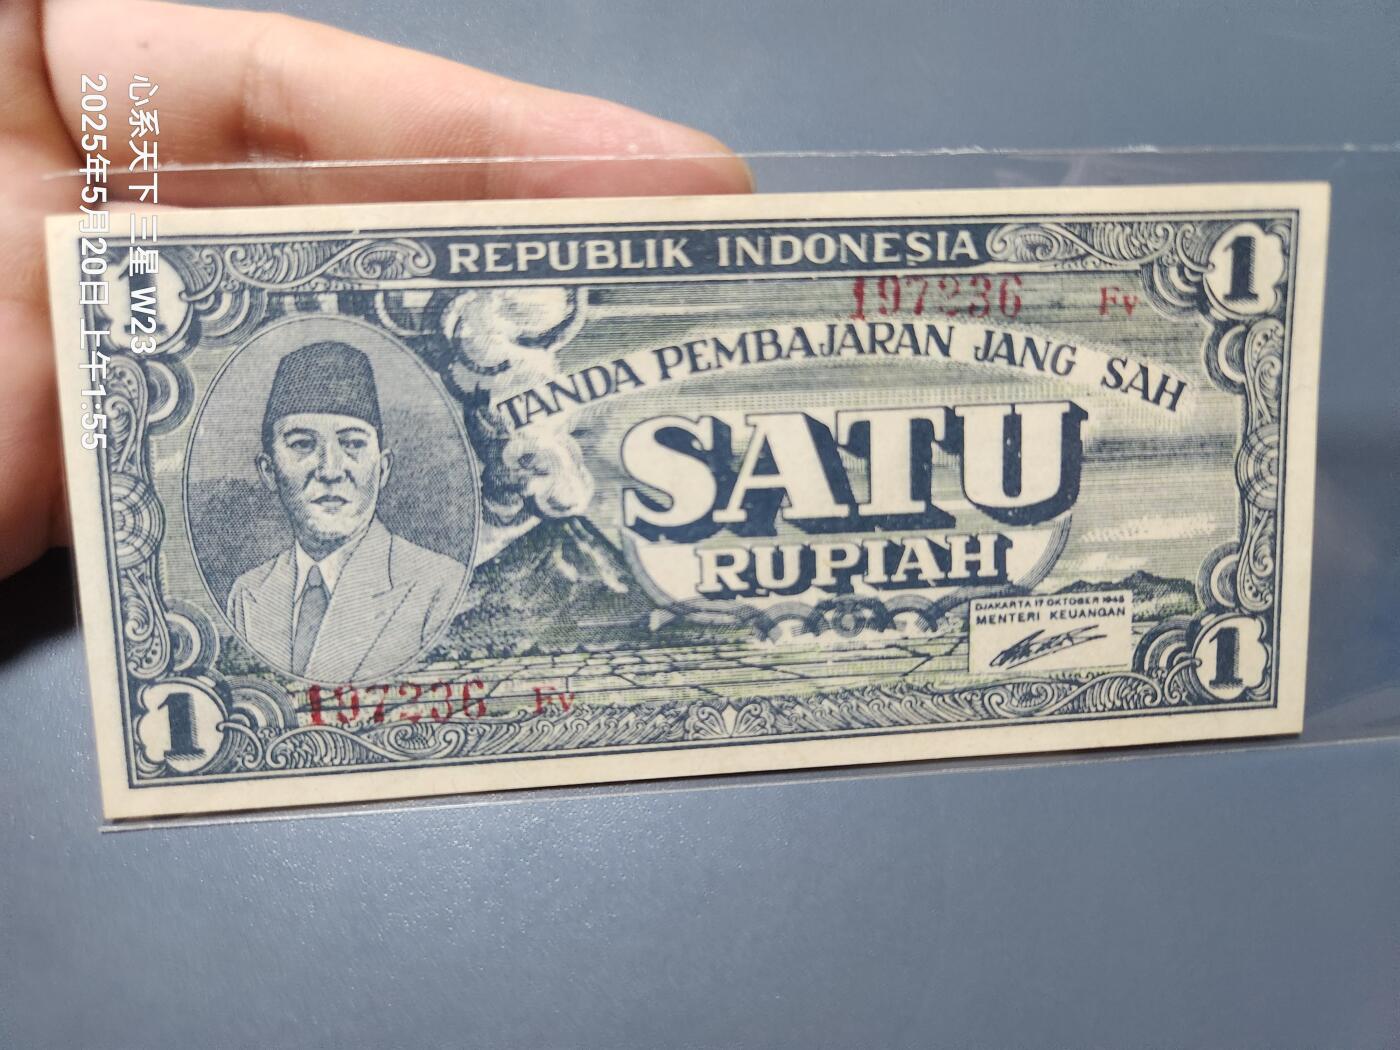 心系天下 三星 W23
2025年5月20日 上午1:55
REPUBLIK INDONESIA
197236 Fv
TANDA PEMBAJARAN JANG SAH
SATU
RUPIAH
DJAKARTA 17 OKTOBER 1945
MENTERI KEUANGAN
197236 Fv
1
1
1
1